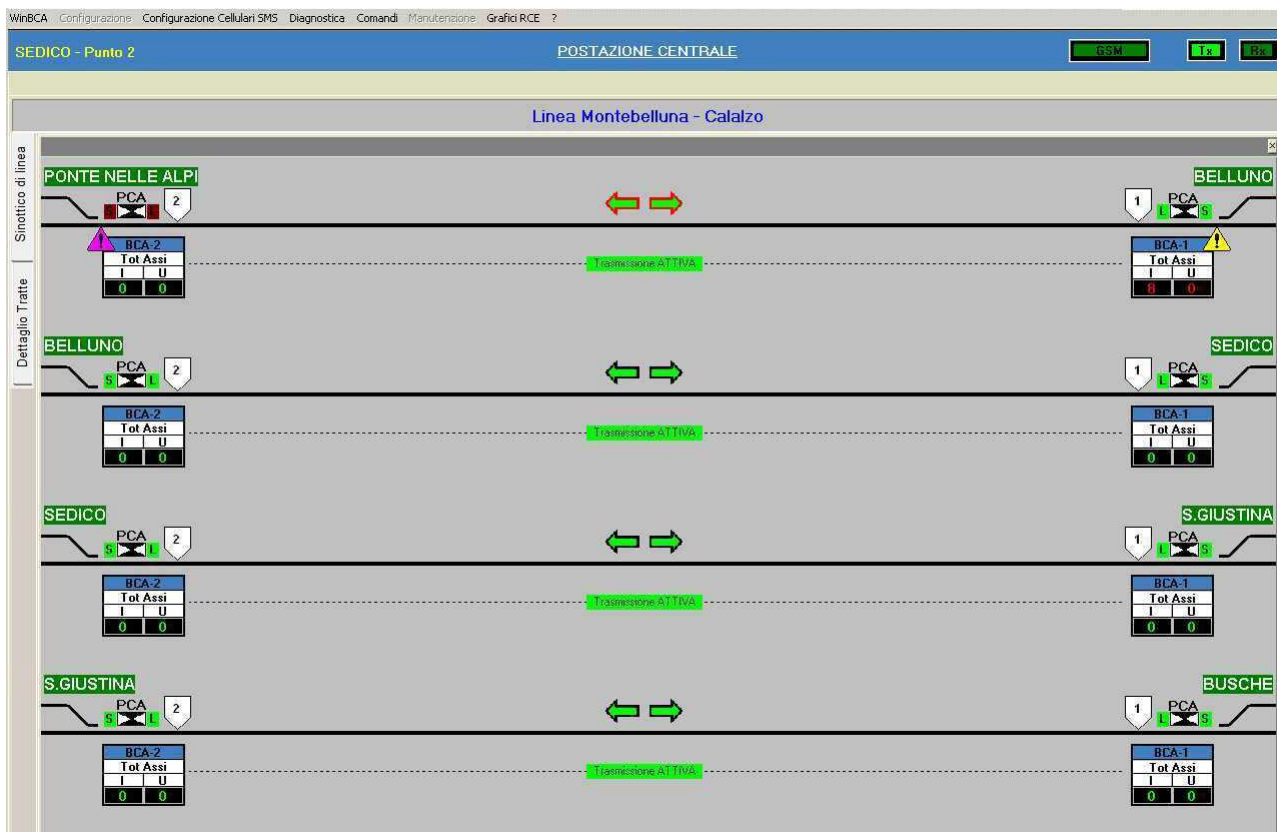 WinBCA Configurazione Configurazione Cellulari SMS Diagnostica Comandi Manutenzione Grafici RCE ?
SEDICO - Punto 2 POSTAZIONE CENTRALE GSM Tx Rx
Linea Montebelluna - Calalzo
Sinottico di linea
Dettaglio Tratte
PONTE NELLE ALPI BELLUNO
PCA 2 1 PCA
S L L S
BCA-2 BCA-1
Tot Assi Trasmissione ATTIVA Tot Assi
I U I U
0 0 8 0
BELLUNO SEDICO
PCA 2 1 PCA
S L L S
BCA-2 BCA-1
Tot Assi Trasmissione ATTIVA Tot Assi
I U I U
0 0 0 0
SEDICO S.GIUSTINA
PCA 2 1 PCA
S L L S
BCA-2 BCA-1
Tot Assi Trasmissione ATTIVA Tot Assi
I U I U
0 0 0 0
S.GIUSTINA BUSCHE
PCA 2 1 PCA
S L L S
BCA-2 BCA-1
Tot Assi Trasmissione ATTIVA Tot Assi
I U I U
0 0 0 0